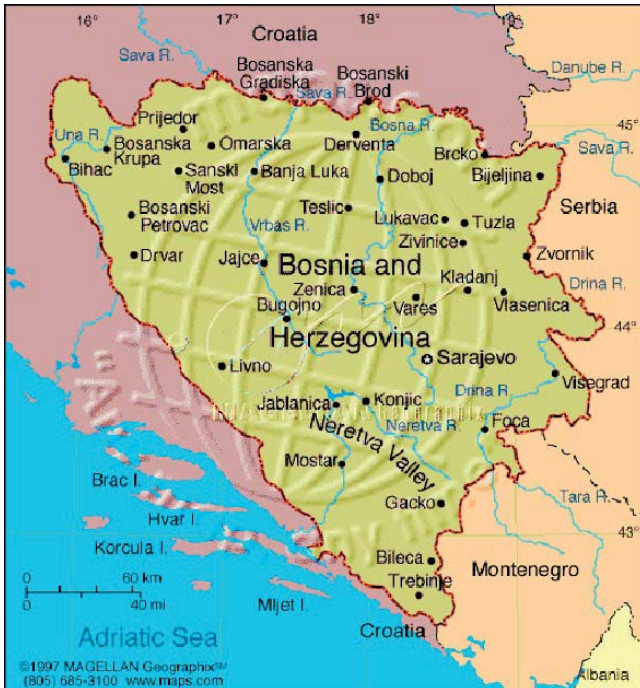 16°
17°
18°
19°
Croatia
Sava R.
Danube R.
Bosanska
Gradiska
Sava R.
Bosanski
Brod
Prijedor
Bosna R.
45°
Una R.
Bosanska
Krupa
Omarska
Derventa
Brcko
Sava R.
Bihac
Sanski
Most
Banja Luka
Doboj
Bijeljina
Bosanski
Petrovac
Teslic
Lukavac
Tuzla
Serbia
Vrbas R.
Zivinice
Drvar
Jajce
Bosnia and
Herzegovina
Zvornik
Kladanj
Drina R.
Zenica
Vares
Vlasenica
Bugojno
44°
Livno
Sarajevo
Visegrad
Jablanica
Konjic
Drina R.
Neretva Valley
Neretva R.
Foca
Mostar
Brac I.
Gacko
Tara R.
Hvar I.
43°
Korcula I.
Bileca
Montenegro
0 60 km
0 40 mi
Trebinje
Mljet I.
Adriatic Sea
Croatia
©1997 MAGELLAN Geographix℠
(805) 685-3100 www.maps.com
Albania